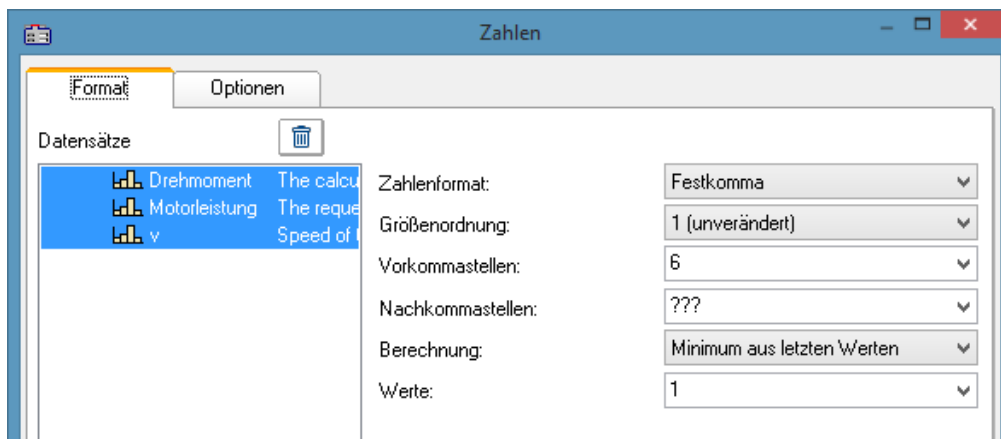 Zahlen
Format Optionen
Datensätze
Drehmoment The calcu
Motorleistung The reque
v Speed of t
Zahlenformat: Festkomma
Größenordnung: 1 (unverändert)
Vorkommastellen: 6
Nachkommastellen: ???
Berechnung: Minimum aus letzten Werten
Werte: 1